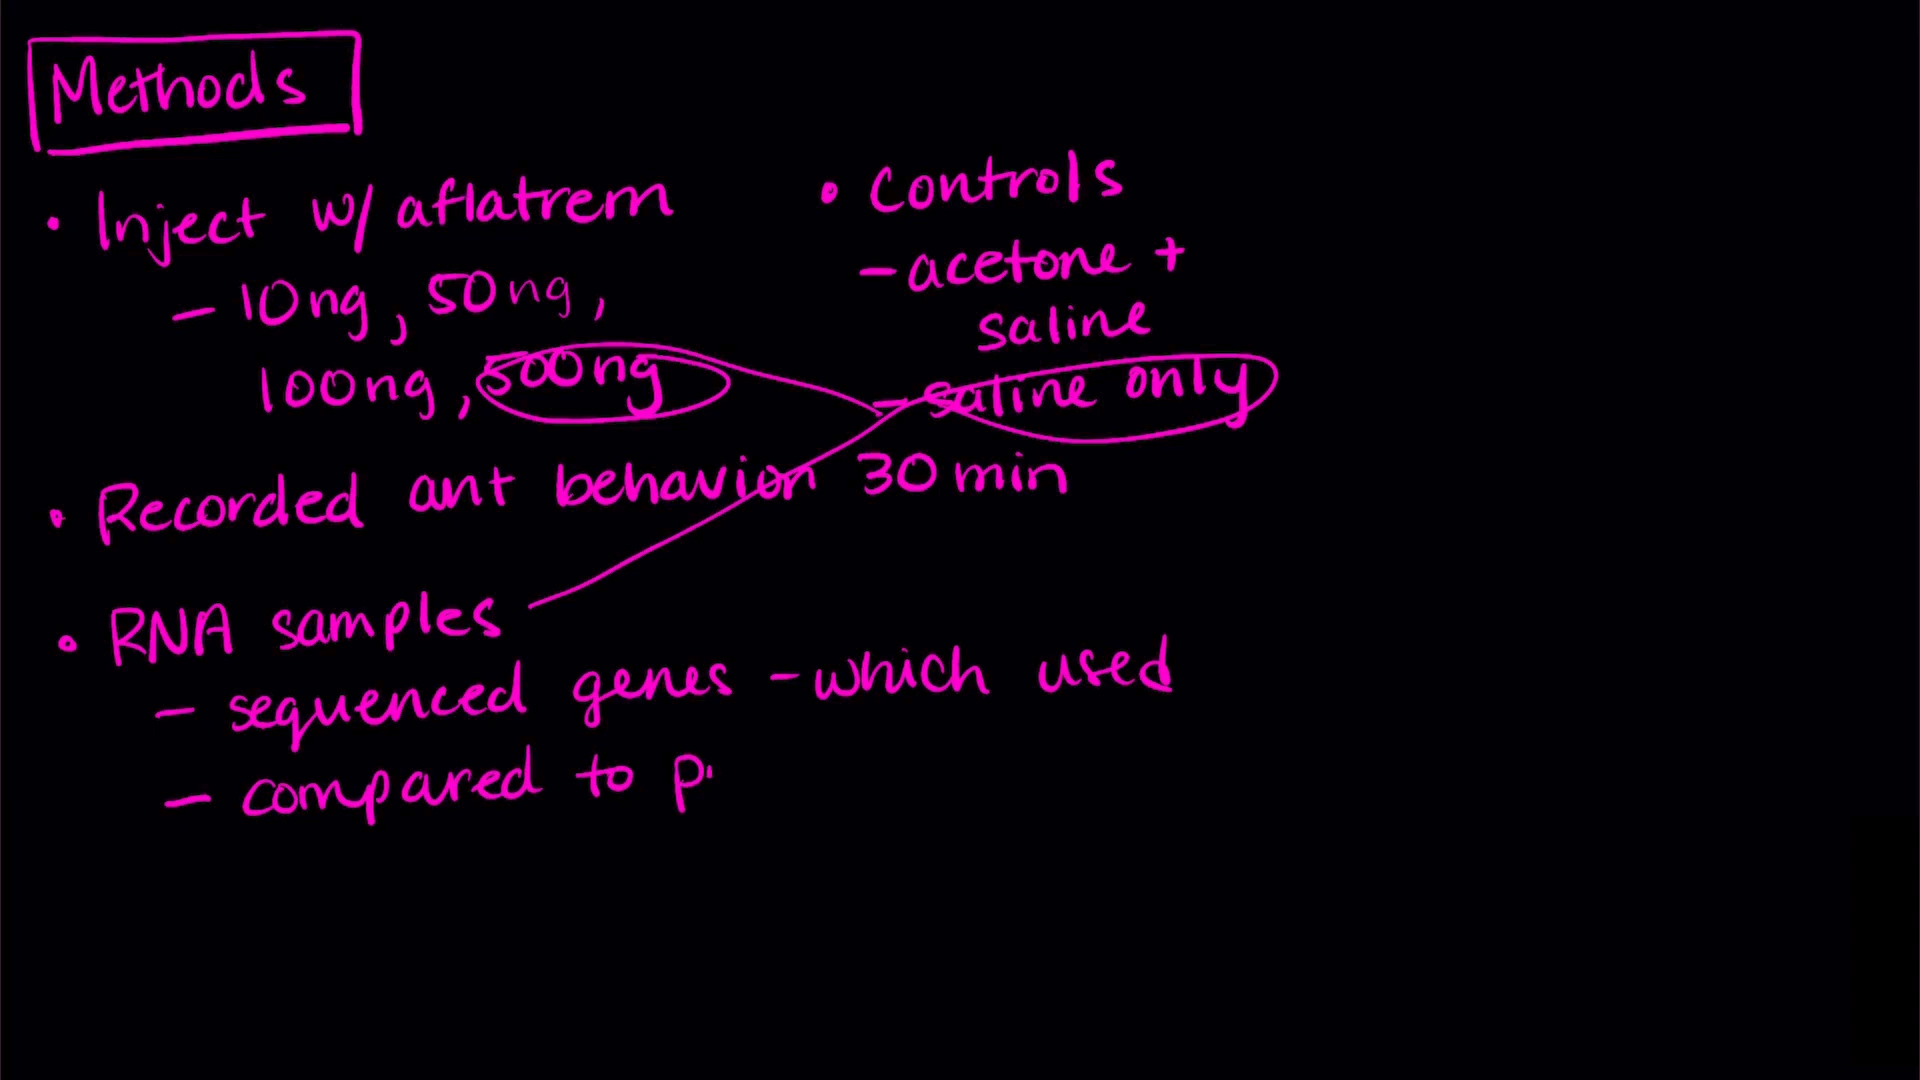 Methods
• Inject w/ aflatrem
- 10ng, 50ng,
100ng, 500ng
• Controls
- acetone +
saline
- saline only
• Recorded ant behavior 30 min
• RNA samples
- sequenced genes - which used
- compared to p